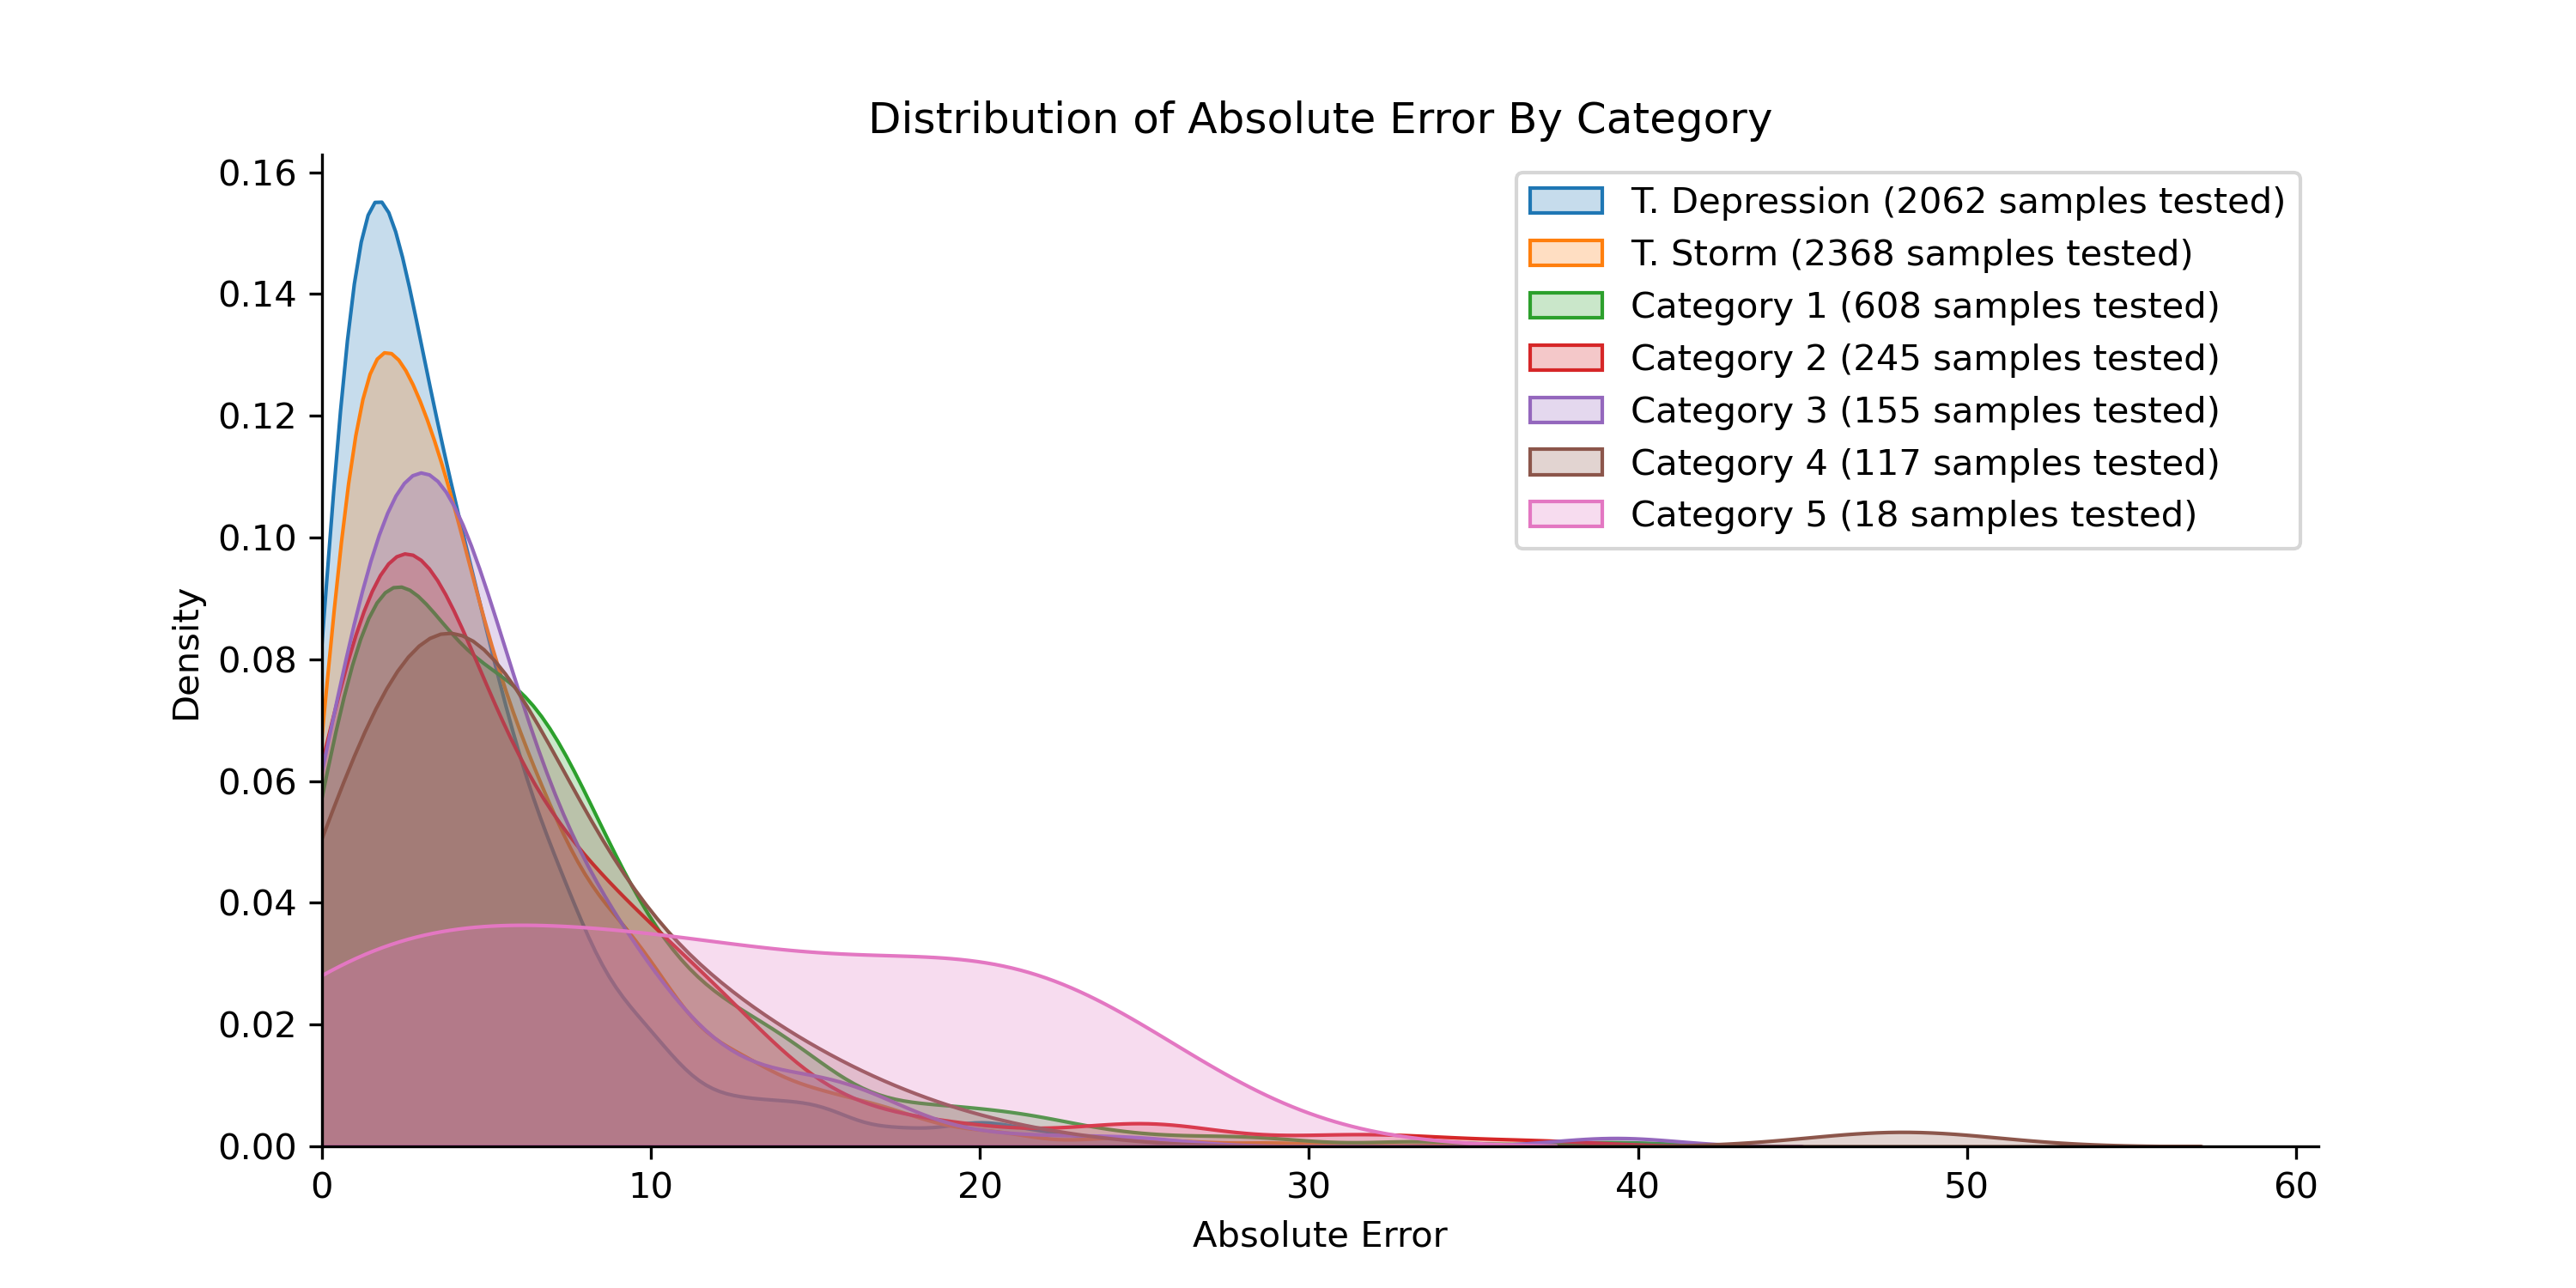 Distribution of Absolute Error By Category
0.16
0.14
0.12
0.10
0.08
0.06
0.04
0.02
0.00
Density
T. Depression (2062 samples tested)
T. Storm (2368 samples tested)
Category 1 (608 samples tested)
Category 2 (245 samples tested)
Category 3 (155 samples tested)
Category 4 (117 samples tested)
Category 5 (18 samples tested)
0 10 20 30 40 50 60
Absolute Error